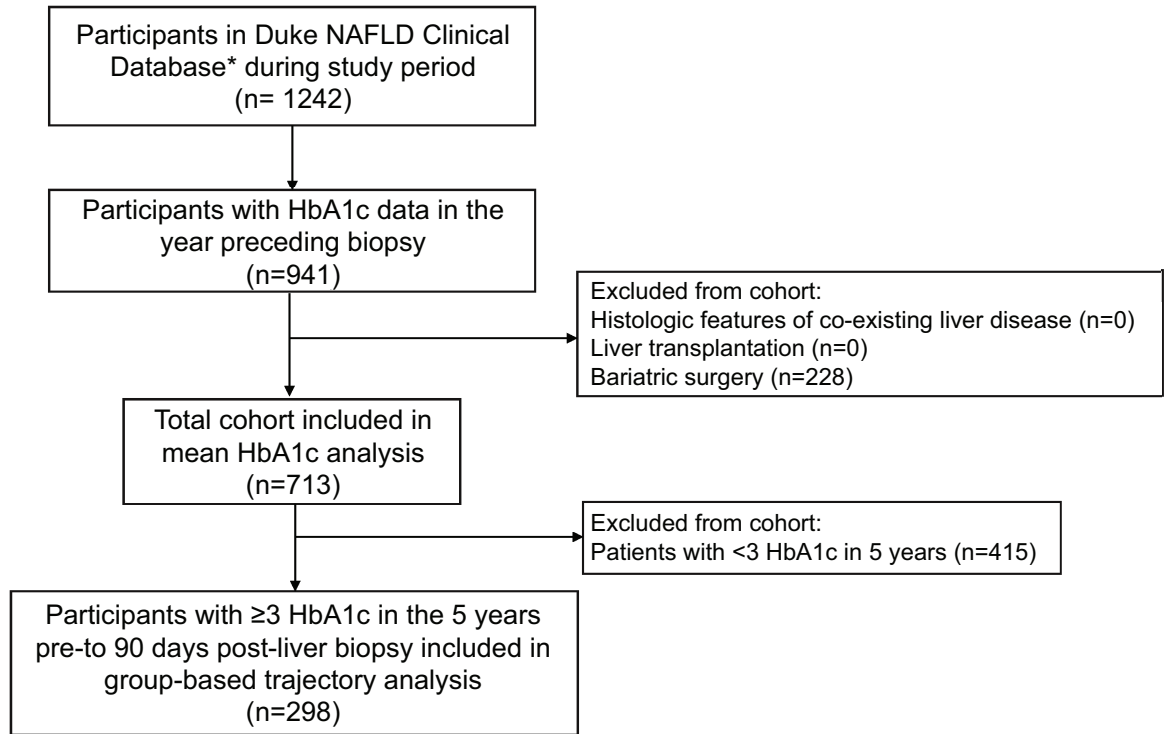 Participants in Duke NAFLD Clinical
Database* during study period
(n= 1242)
Participants with HbA1c data in the
year preceding biopsy
(n=941)
Excluded from cohort:
Histologic features of co-existing liver disease (n=0)
Liver transplantation (n=0)
Bariatric surgery (n=228)
Total cohort included in
mean HbA1c analysis
(n=713)
Excluded from cohort:
Patients with <3 HbA1c in 5 years (n=415)
Participants with ≥3 HbA1c in the 5 years
pre-to 90 days post-liver biopsy included in
group-based trajectory analysis
(n=298)